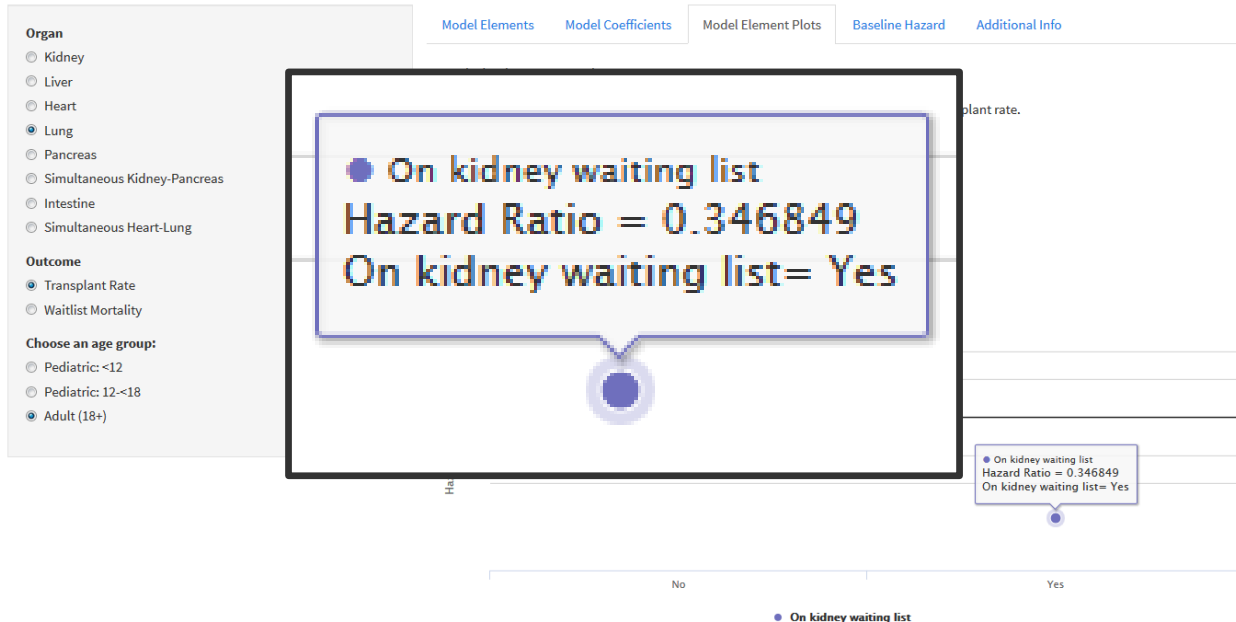 Organ
Kidney
Liver
Heart
Lung
Pancreas
Simultaneous Kidney-Pancreas
Intestine
Simultaneous Heart-Lung
Outcome
Transplant Rate
Waitlist Mortality
Choose an age group:
Pediatric: <12
Pediatric: 12-<18
Adult (18+)
Model Elements
Model Coefficients
Model Element Plots
Baseline Hazard
Additional Info
plant rate.
On kidney waiting list
Hazard Ratio = 0.346849
On kidney waiting list= Yes
On kidney waiting list
Hazard Ratio = 0.346849
On kidney waiting list= Yes
Ha
No
Yes
On kidney waiting list